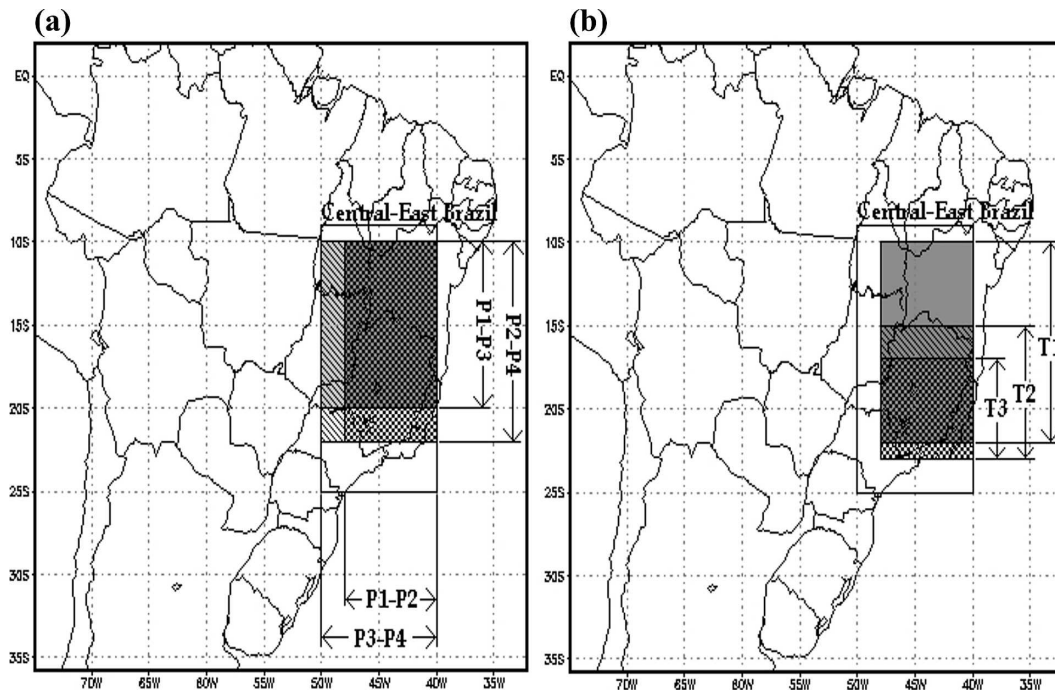 (a)
(b)
EQ
5S
10S
15S
20S
25S
30S
35S
70W
65W
60W
55W
50W
45W
40W
35W
Central-East Brazil
P1-P3
P2-P4
P1-P2
P3-P4
EQ
5S
10S
15S
20S
25S
30S
35S
70W
65W
60W
55W
50W
45W
40W
35W
Central-East Brazil
T1
T2
T3